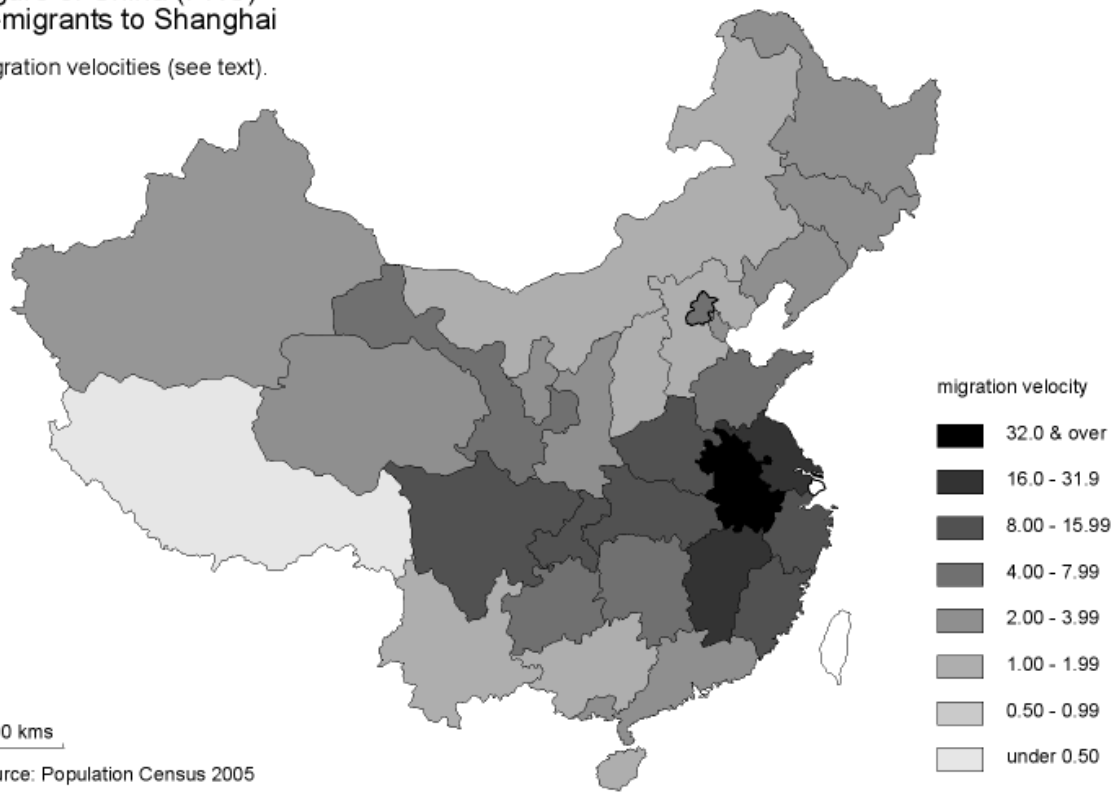 -migrants to Shanghai
gration velocities (see text).
migration velocity
32.0 & over
16.0 - 31.9
8.00 - 15.99
4.00 - 7.99
2.00 - 3.99
1.00 - 1.99
0.50 - 0.99
under 0.50
0 kms
urce: Population Census 2005